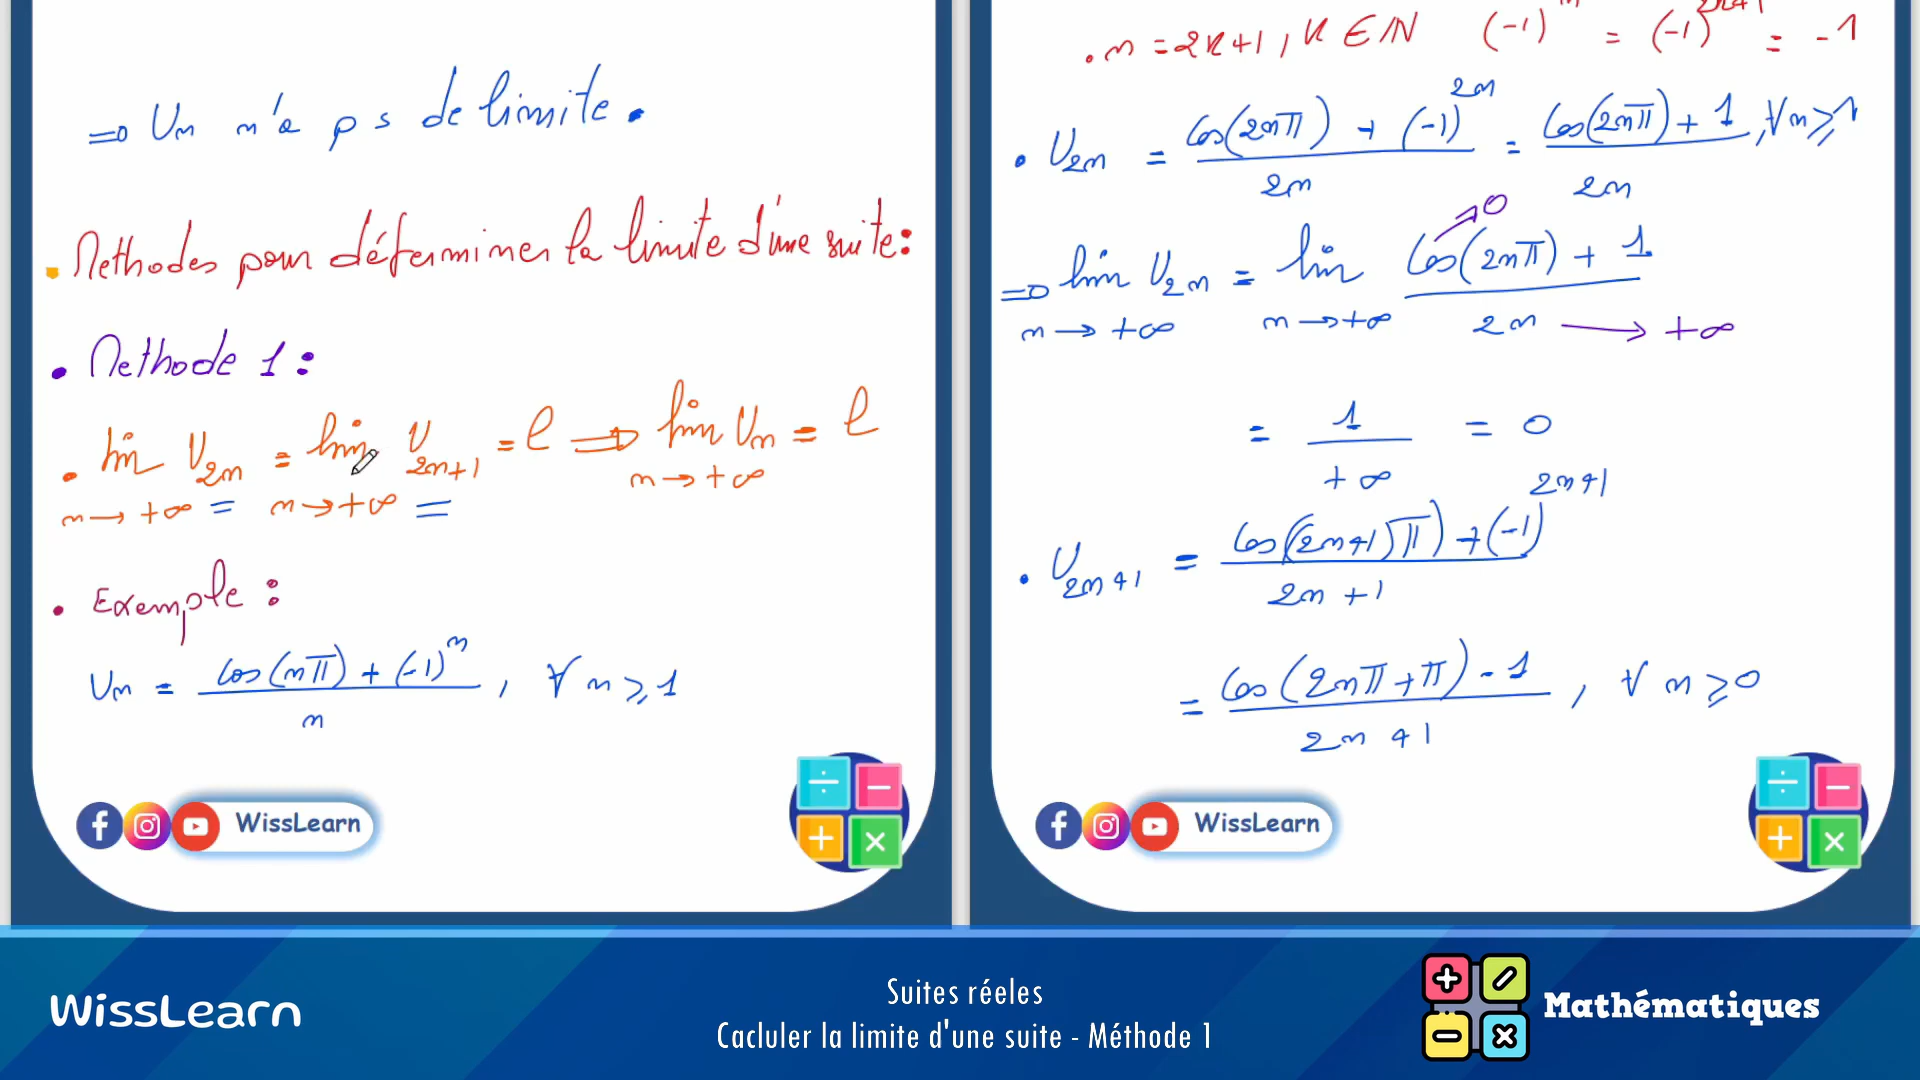 ⇒ Un n'a ps de limite.
Methodes pour déterminer la limite d'une suite:
• Methode 1:
• lim U2n = lim U2n+1 = l ⇒ lim Un = l
n → +∞ = n → +∞ = n → +∞
• Exemple:
Un = (cos(nπ) + (-1)^n) / n , ∀ n ≥ 1
WissLearn
• n = 2k+1, k ∈ IN (-1)^n = (-1)^2k+1 = -1
• U2n = (cos(2nπ) + (-1)^2n) / 2n = (cos(2nπ) + 1) / 2n , ∀ n ≥ 1
⇒ lim U2n = lim (cos(2nπ) + 1) / 2n → +∞
n → +∞ n → +∞
→ 0
= 1 / +∞ = 0
• U2n+1 = (cos((2n+1)π) + (-1)^2n+1) / 2n+1
= (cos(2nπ+π) - 1) / 2n+1 , ∀ n ≥ 0
WissLearn
WissLearn
Suites réeles
Cacluler la limite d'une suite - Méthode 1
Mathématiques